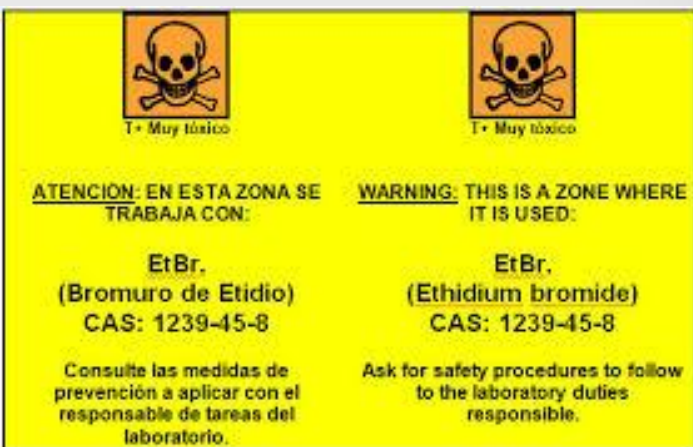 T+ Muy tóxico
ATENCION: EN ESTA ZONA SE
TRABAJA CON:
EtBr.
(Bromuro de Etidio)
CAS: 1239-45-8
Consulte las medidas de
prevención a aplicar con el
responsable de tareas del
laboratorio.
T+ Muy tóxico
WARNING: THIS IS A ZONE WHERE
IT IS USED:
EtBr.
(Ethidium bromide)
CAS: 1239-45-8
Ask for safety procedures to follow
to the laboratory duties
responsible.